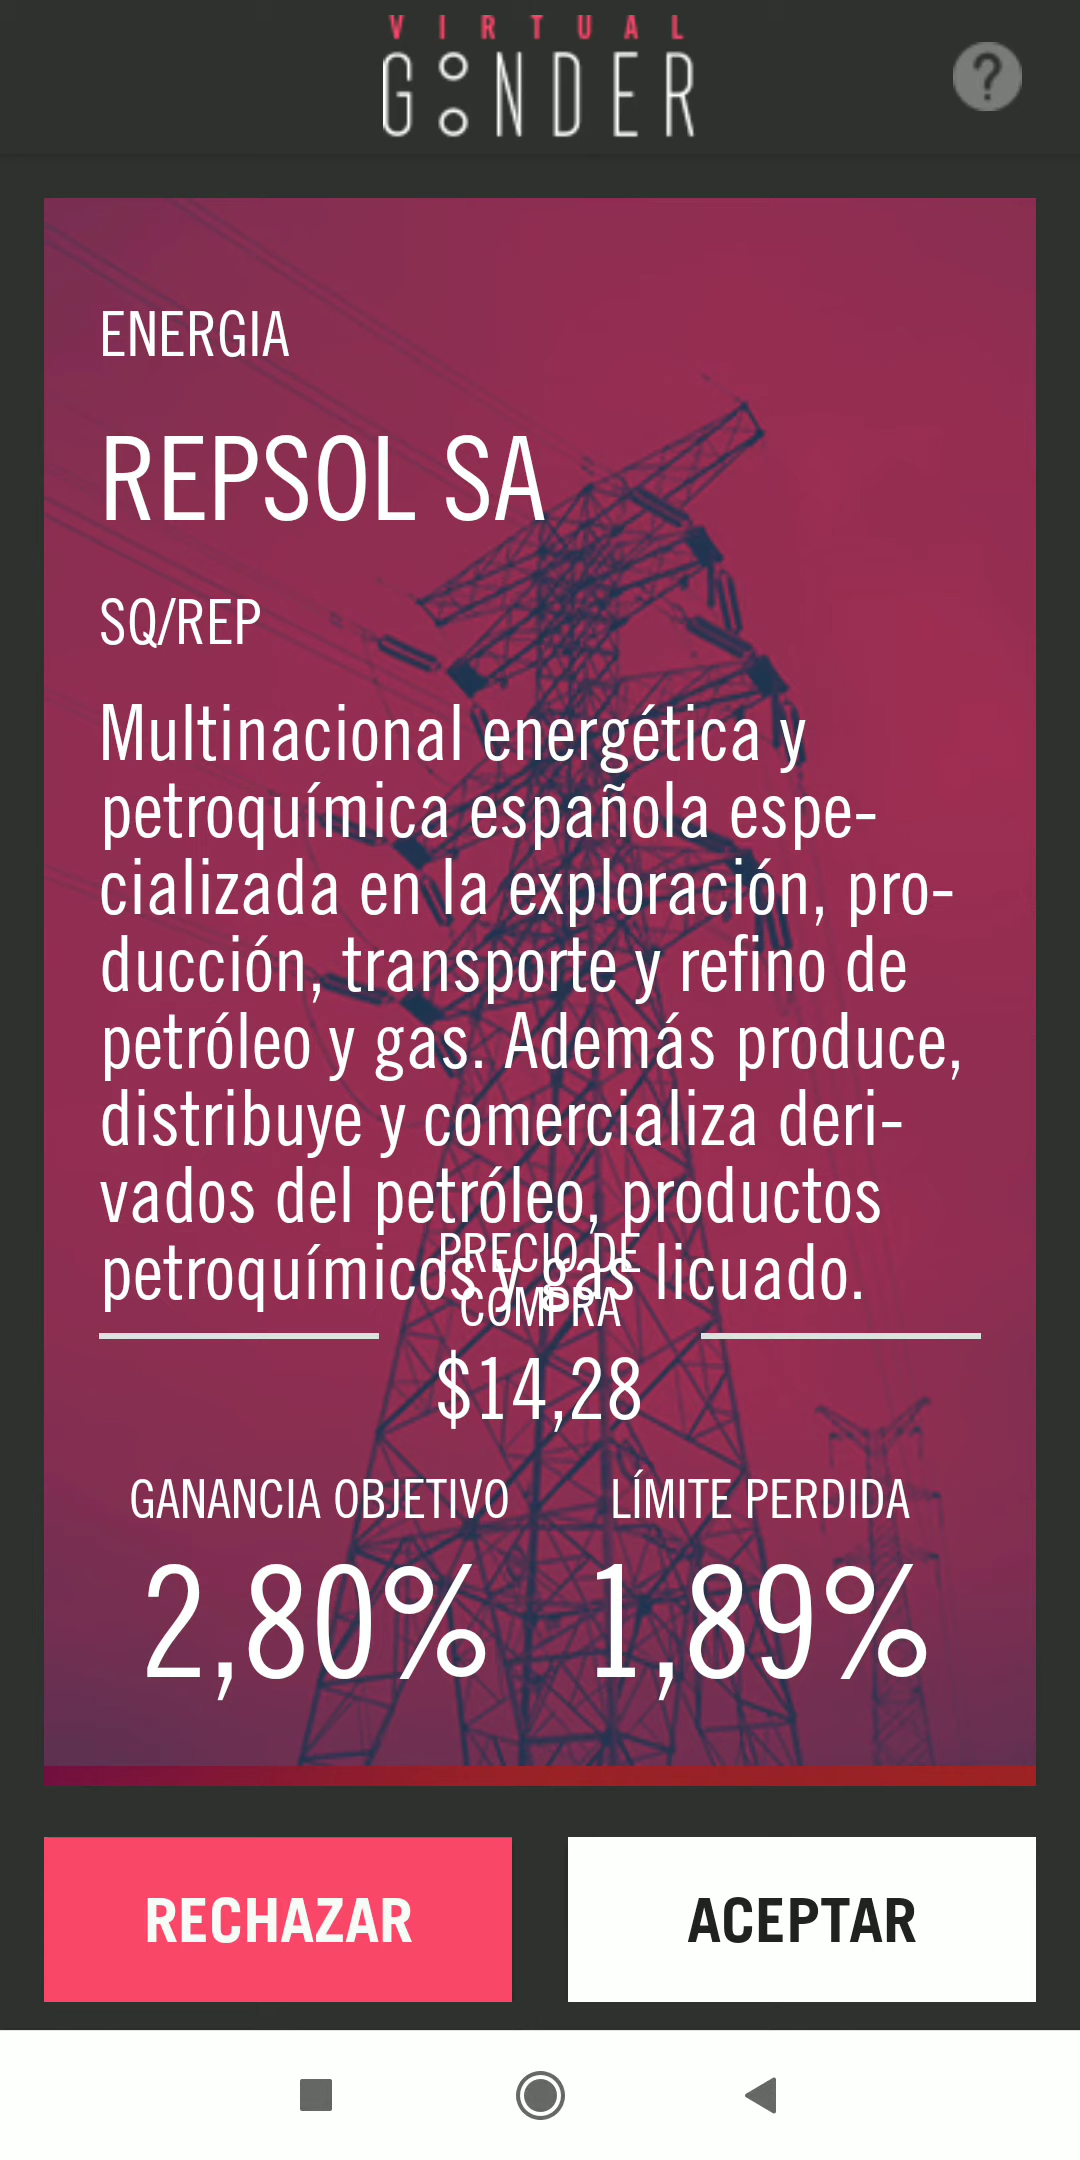 VIRTUAL
GOONDER
?
ENERGIA
REPSOL SA
SQ/REP
Multinacional energética y
petroquímica española espe-
cializada en la exploración, pro-
ducción, transporte y refino de
petróleo y gas. Además produce,
distribuye y comercializa deri-
vados del petróleo, productos
petroquímicos y gas licuado.
PRECIO DE
COMPRA
$14,28
GANANCIA OBJETIVO
LÍMITE PERDIDA
2,80%
1,89%
RECHAZAR
ACEPTAR